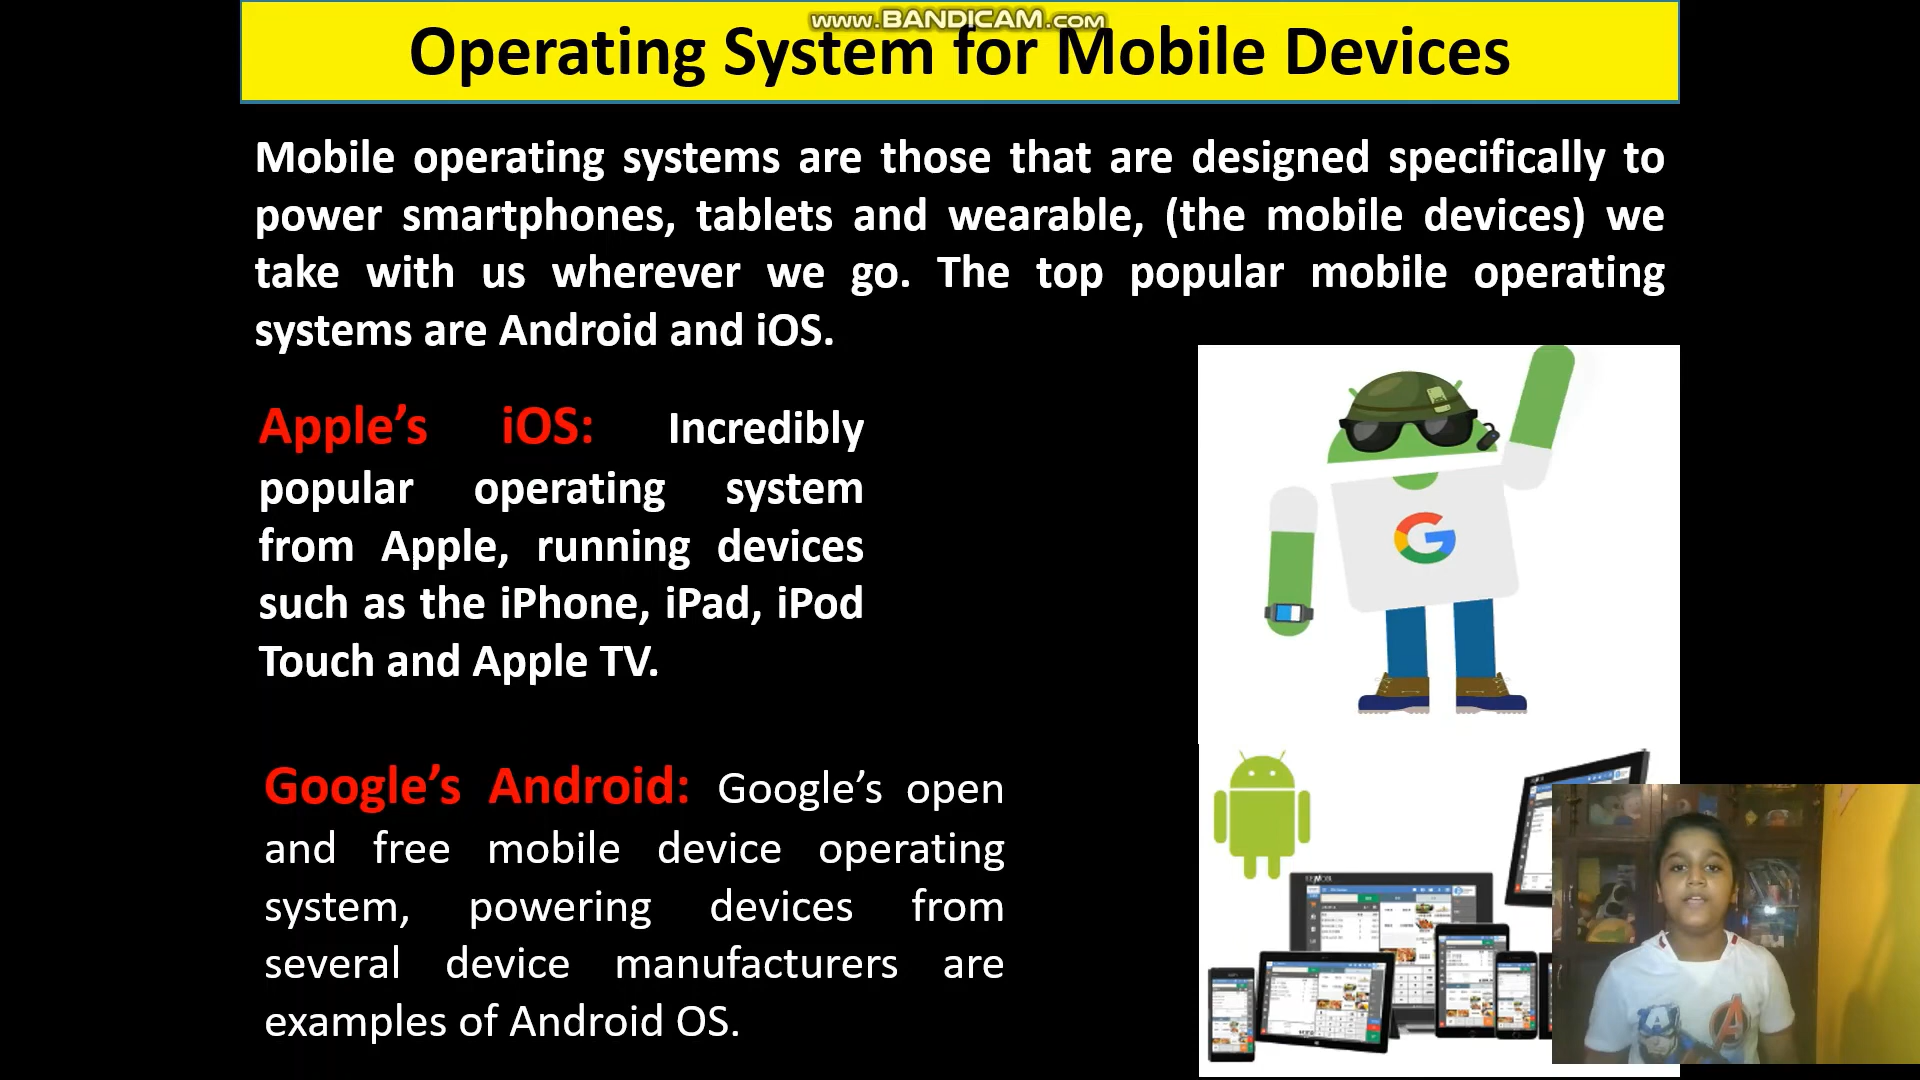 www.BANDICAM.com
Operating System for Mobile Devices
Mobile operating systems are those that are designed specifically to
power smartphones, tablets and wearable, (the mobile devices) we
take with us wherever we go. The top popular mobile operating
systems are Android and iOS.
Apple’s iOS: Incredibly
popular operating system
from Apple, running devices
such as the iPhone, iPad, iPod
Touch and Apple TV.
Google’s Android: Google’s open
and free mobile device operating
system, powering devices from
several device manufacturers are
examples of Android OS.
G
A